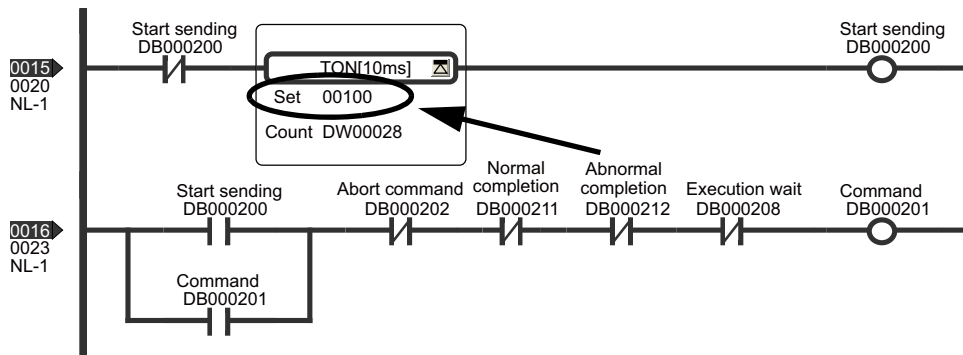 Start sending
DB000200
Start sending
DB000200
0015
0020
NL-1
TON[10ms]
Set 00100
Count DW00028
Start sending
DB000200
Abort command
DB000202
Normal
completion
DB000211
Abnormal
completion
DB000212
Execution wait
DB000208
Command
DB000201
0016
0023
NL-1
Command
DB000201